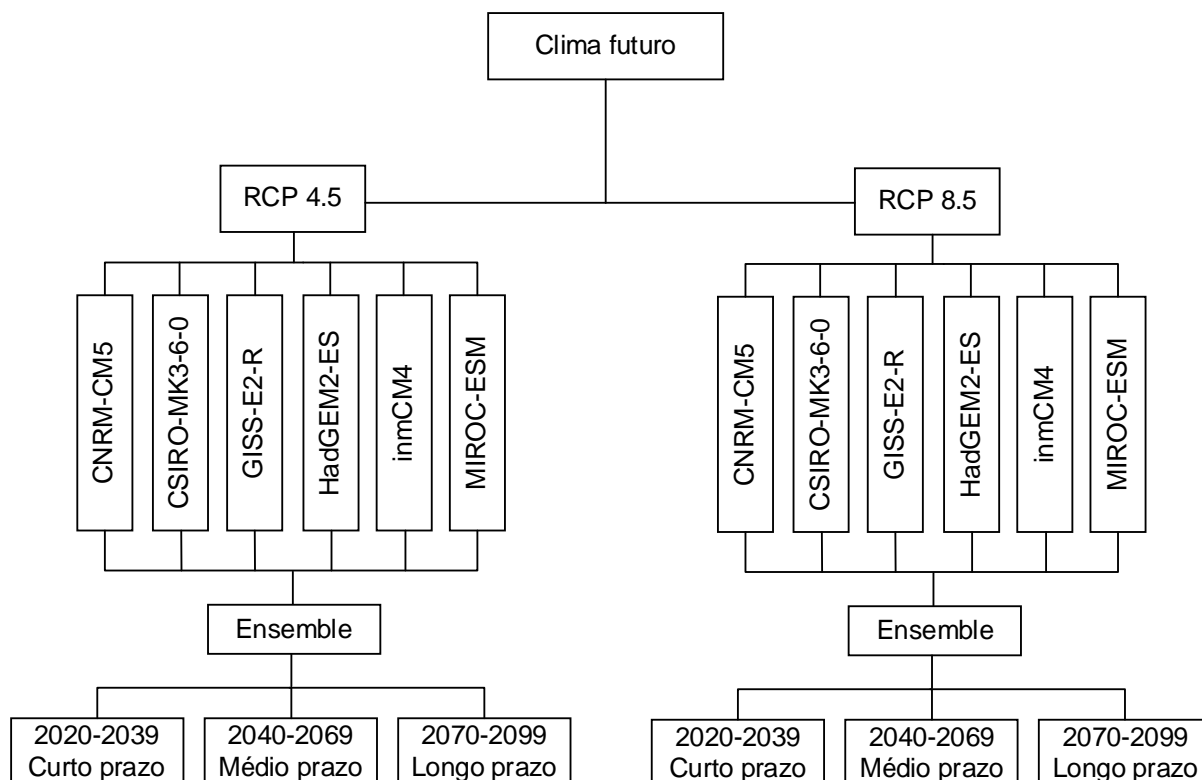 Clima futuro
RCP 4.5
RCP 8.5
CNRM-CM5
CSIRO-MK3-6-0
GISS-E2-R
HadGEM2-ES
inmCM4
MIROC-ESM
CNRM-CM5
CSIRO-MK3-6-0
GISS-E2-R
HadGEM2-ES
inmCM4
MIROC-ESM
Ensemble
Ensemble
2020-2039
Curto prazo
2040-2069
Médio prazo
2070-2099
Longo prazo
2020-2039
Curto prazo
2040-2069
Médio prazo
2070-2099
Longo prazo